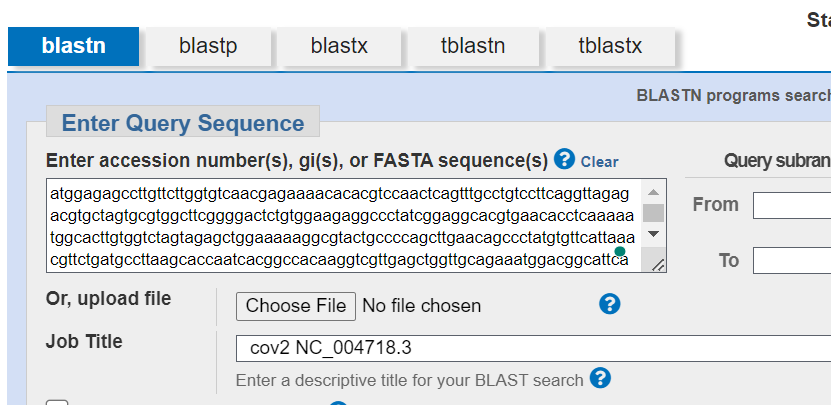 Sta
blastn blastp blastx tblastn tblastx
BLASTN programs search
Enter Query Sequence
Enter accession number(s), gi(s), or FASTA sequence(s) ? Clear
Query subran
atggagagccttgttcttggtgtcaacgagaaaacacacgtccaactcagtttgcctgtccttcaggttagag
acgtgctagtgcgtggcttcggggactctgtggaagaggccctatcggaggcacgtgaacacctcaaaaa
tggcacttgtggtctagtagagctggaaaaaggcgtactgccccagcttgaacagccctatgtgttcattaaa
cgttctgatgccttaagcaccaatcacggccacaaggtcgttgagctggttgcagaaatggacggcattca
From
To
Or, upload file
Choose File No file chosen ?
Job Title
cov2 NC_004718.3
Enter a descriptive title for your BLAST search ?